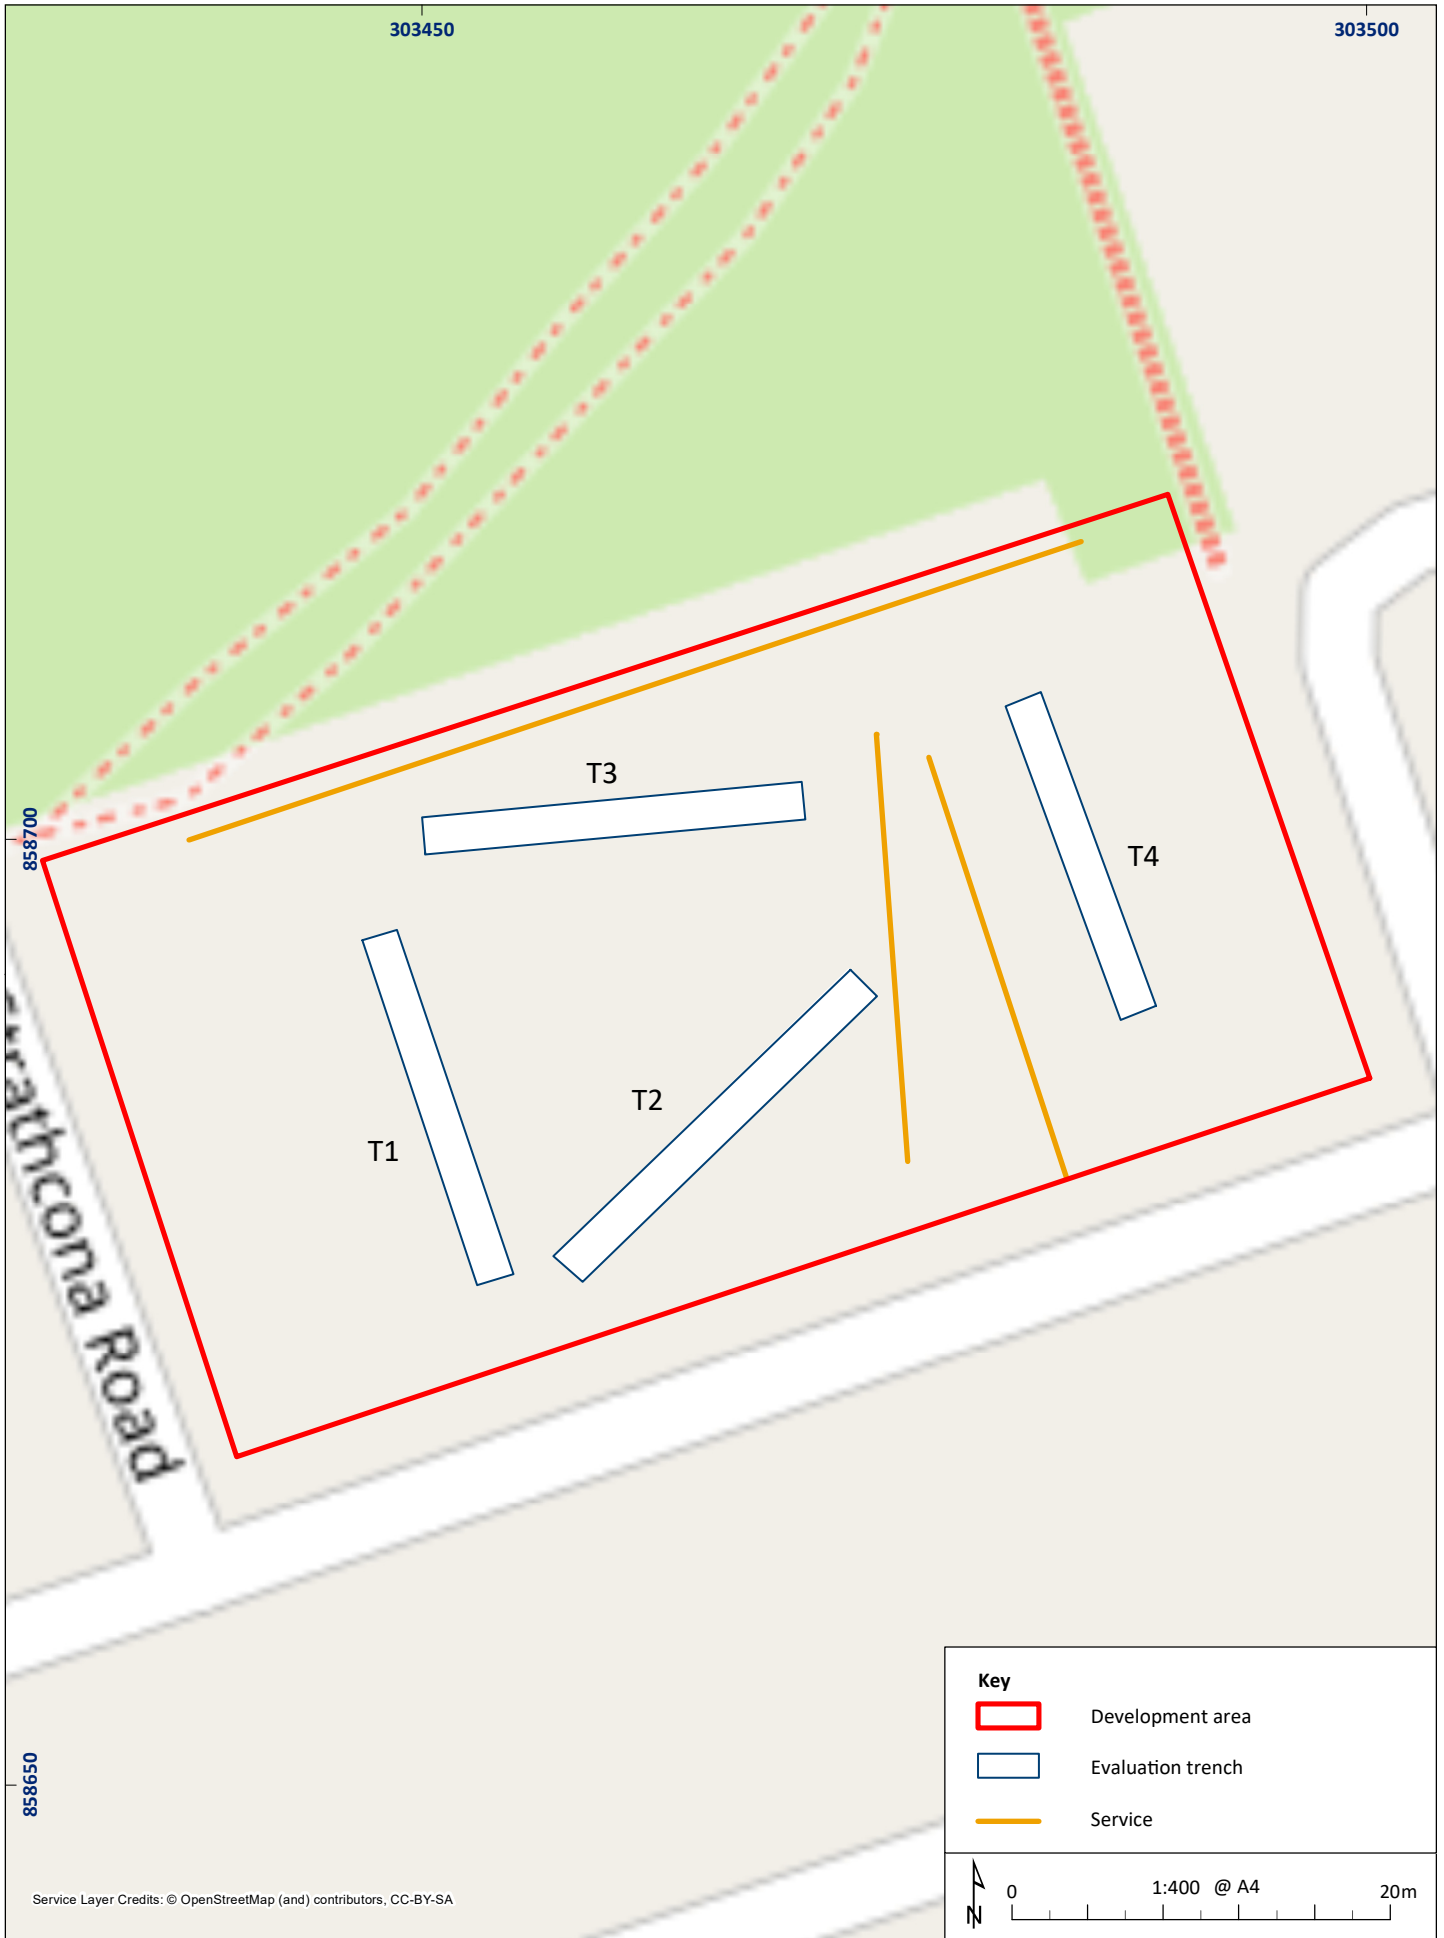 303450
303500
858700
T3
T4
T2
T1
Strathcona Road
858650
Key
Development area
Evaluation trench
Service
0 1:400 @ A4 20m
N
Service Layer Credits: © OpenStreetMap (and) contributors, CC-BY-SA